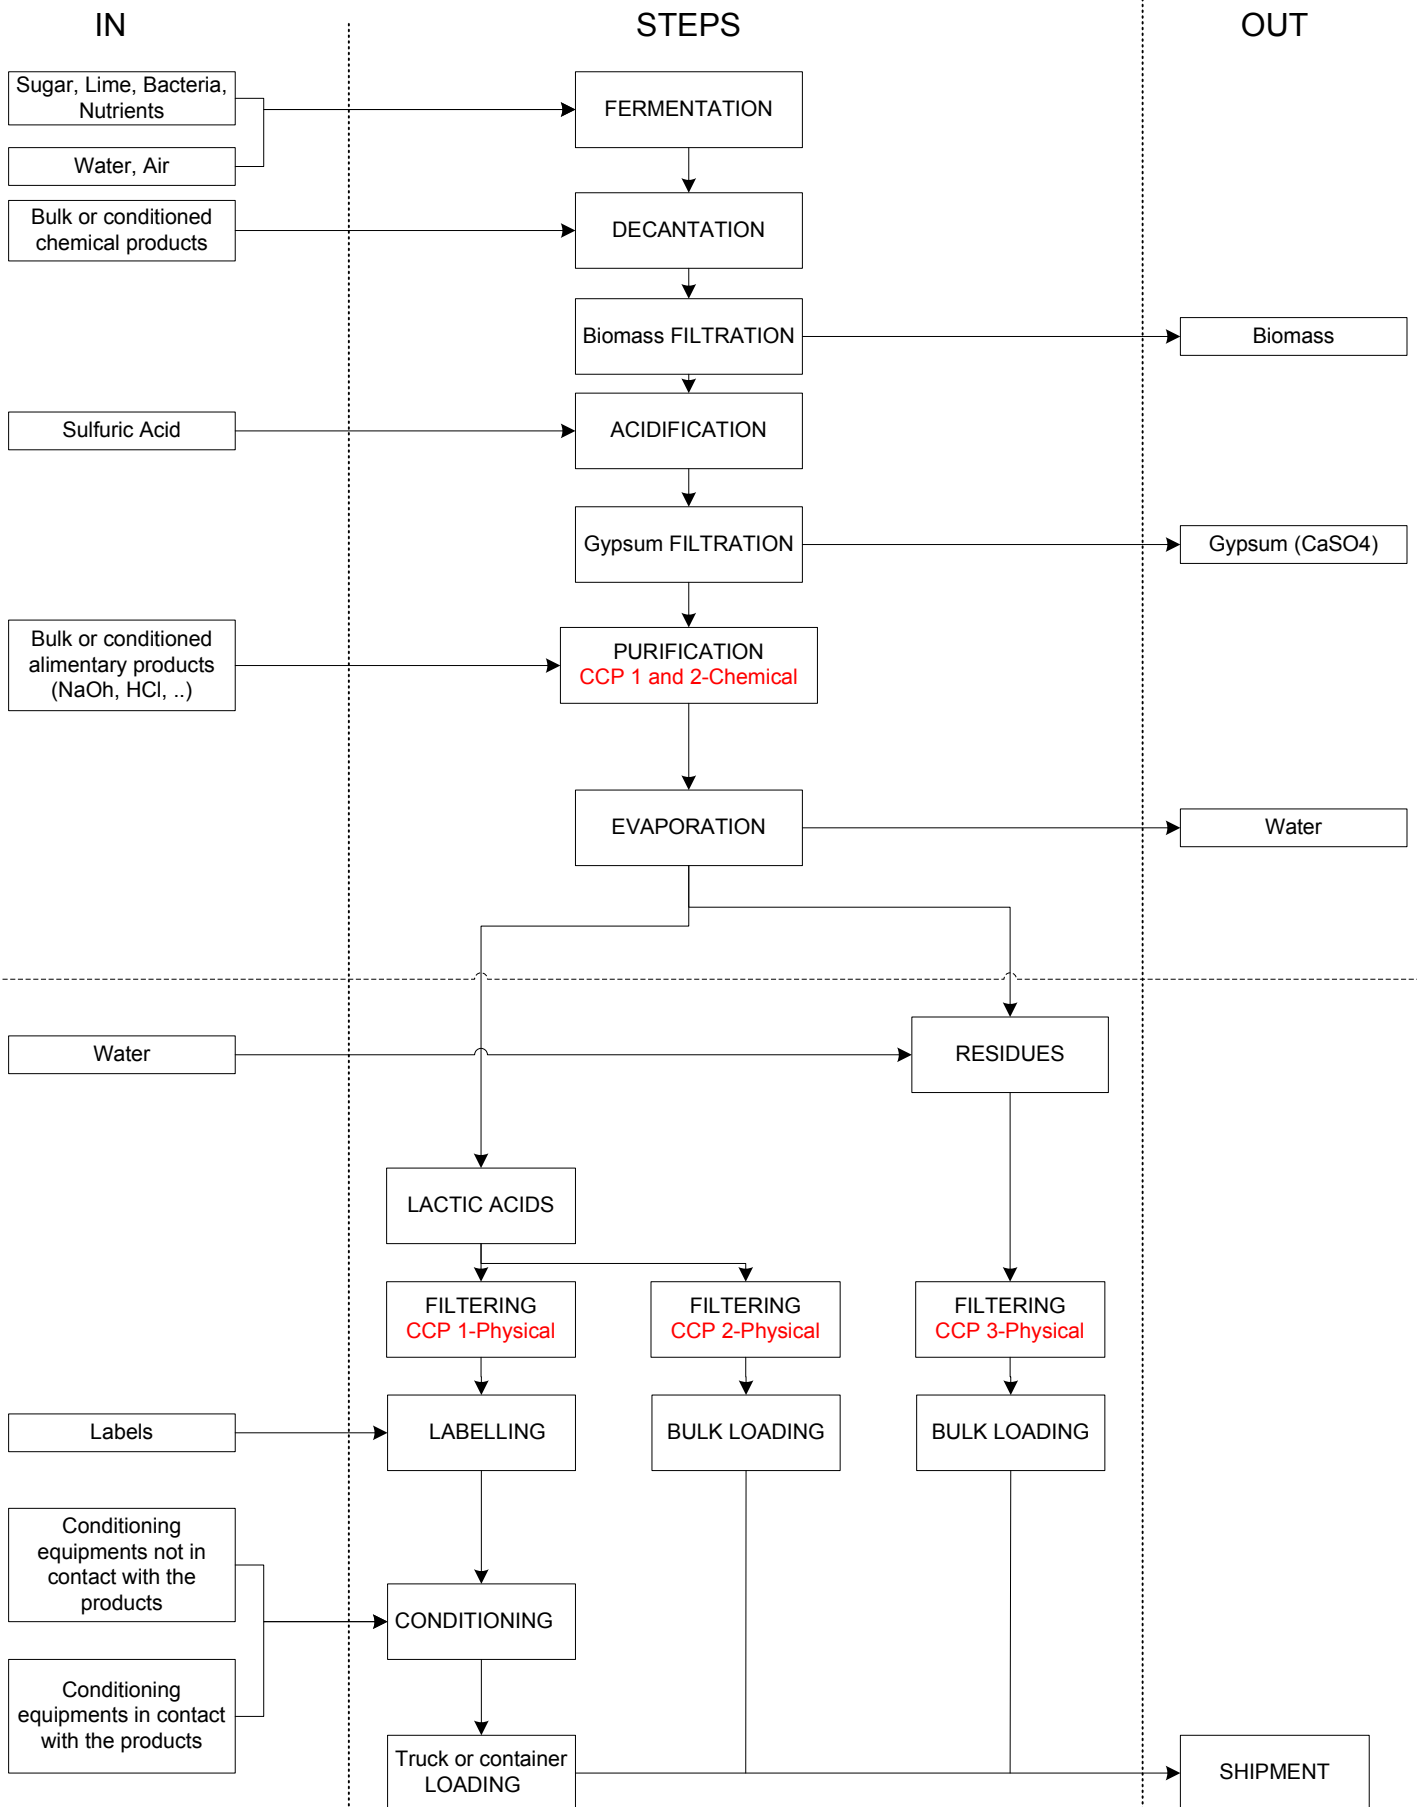 IN
STEPS
OUT
Sugar, Lime, Bacteria,
Nutrients
FERMENTATION
Water, Air
Bulk or conditioned
chemical products
DECANTATION
Biomass FILTRATION
Biomass
Sulfuric Acid
ACIDIFICATION
Gypsum FILTRATION
Gypsum (CaSO4)
Bulk or conditioned
alimentary products
(NaOh, HCl, ..)
PURIFICATION
CCP 1 and 2-Chemical
EVAPORATION
Water
Water
RESIDUES
LACTIC ACIDS
FILTERING
CCP 1-Physical
FILTERING
CCP 2-Physical
FILTERING
CCP 3-Physical
Labels
LABELLING
BULK LOADING
BULK LOADING
Conditioning
equipments not in
contact with the
products
CONDITIONING
Conditioning
equipments in contact
with the products
Truck or container
LOADING
SHIPMENT